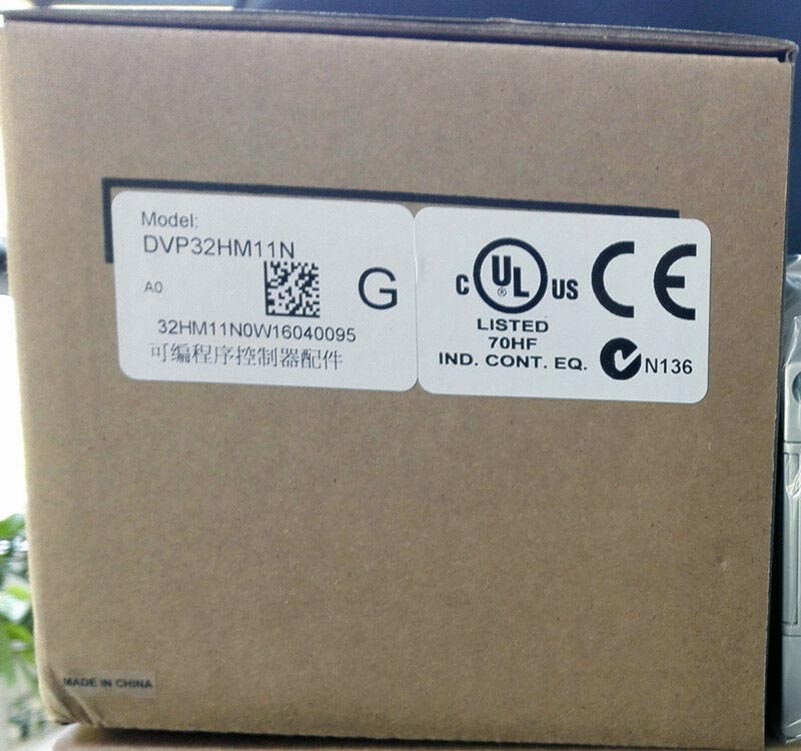 Model:
DVP32HM11N
A0
G
32HM11N0W16040095
可编程序控制器配件
C UL US
®
CE
LISTED
70HF
IND. CONT. EQ.
N136
MADE IN CHINA